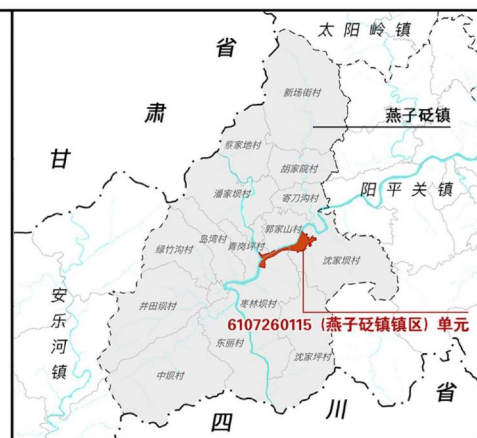 太阳岭镇
省
肃
甘
新场街村
燕子砭镇
蔡家地村
胡家院村
潘家坝村
寄刀沟村
阳平关镇
郭家山村
岛湾村
青岗坪村
绿竹沟村
沈家坝村
安乐河镇
井田坝村
枣林坝村
6107260115（燕子砭镇镇区）单元
东丽村
沈家坪村
中坝村
四川省